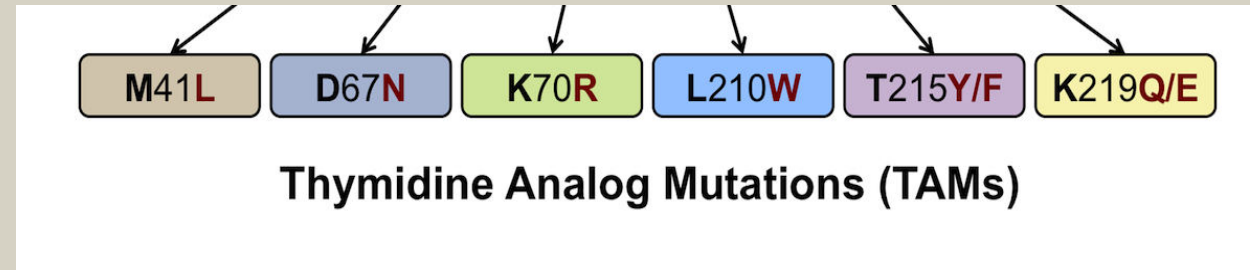 M41L D67N K70R L210W T215Y/F K219Q/E
Thymidine Analog Mutations (TAMs)